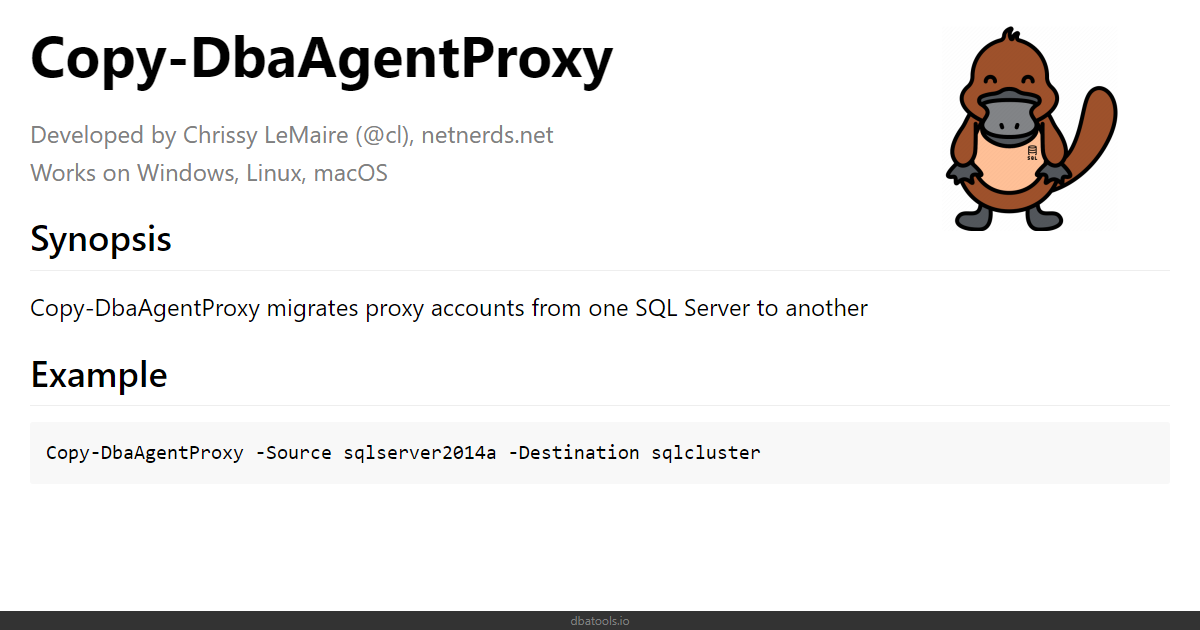 Copy-DbaAgentProxy
Developed by Chrissy LeMaire (@cl), netnerds.net
Works on Windows, Linux, macOS
SQL
Synopsis
Copy-DbaAgentProxy migrates proxy accounts from one SQL Server to another
Example
Copy-DbaAgentProxy -Source sqlserver2014a -Destination sqlcluster
dbatools.io